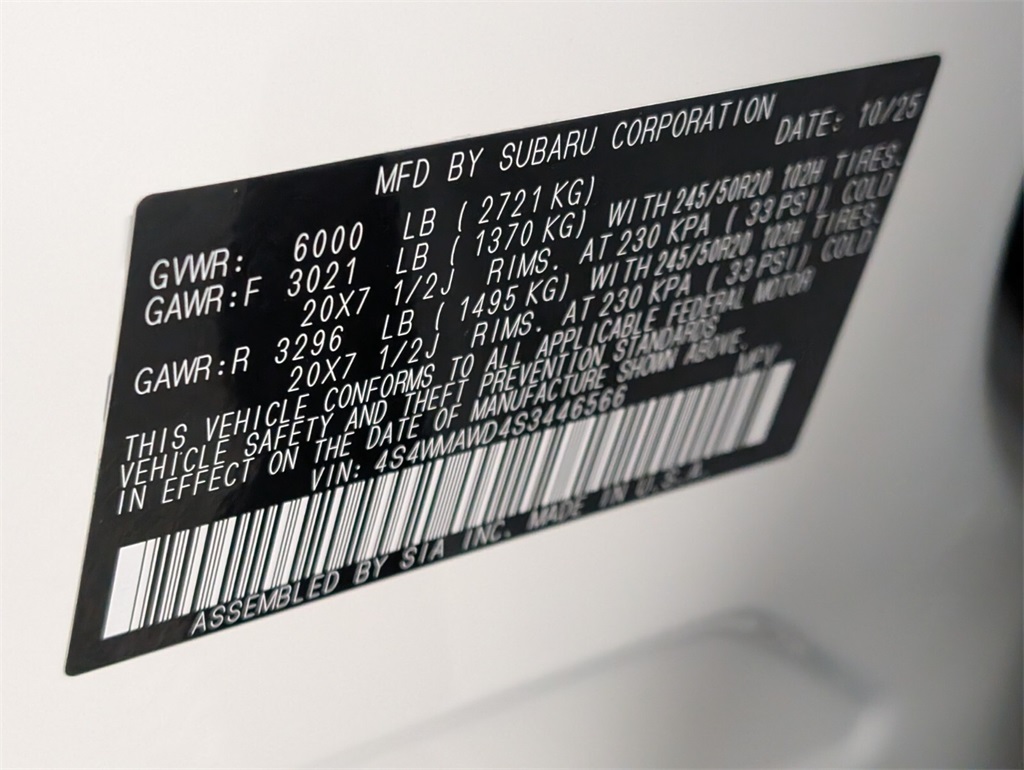 MFD BY SUBARU CORPORATION DATE: 10/25
GVWR: 6000 LB ( 2721 KG)
GAWR:F 3021 LB ( 1370 KG) WITH 245/50R20 102H TIRES.
20X7 1/2J RIMS. AT 230 KPA ( 33 PSI) COLD
GAWR:R 3296 LB ( 1495 KG) WITH 245/50R20 102H TIRES.
20X7 1/2J RIMS. AT 230 KPA ( 33 PSI) COLD
THIS VEHICLE CONFORMS TO ALL APPLICABLE FEDERAL MOTOR
VEHICLE SAFETY AND THEFT PREVENTION STANDARDS
IN EFFECT ON THE DATE OF MANUFACTURE SHOWN ABOVE.
VIN: 4S4WMAWD4S3446566 MPV
ASSEMBLED BY SIA INC. MADE IN U.S.A.